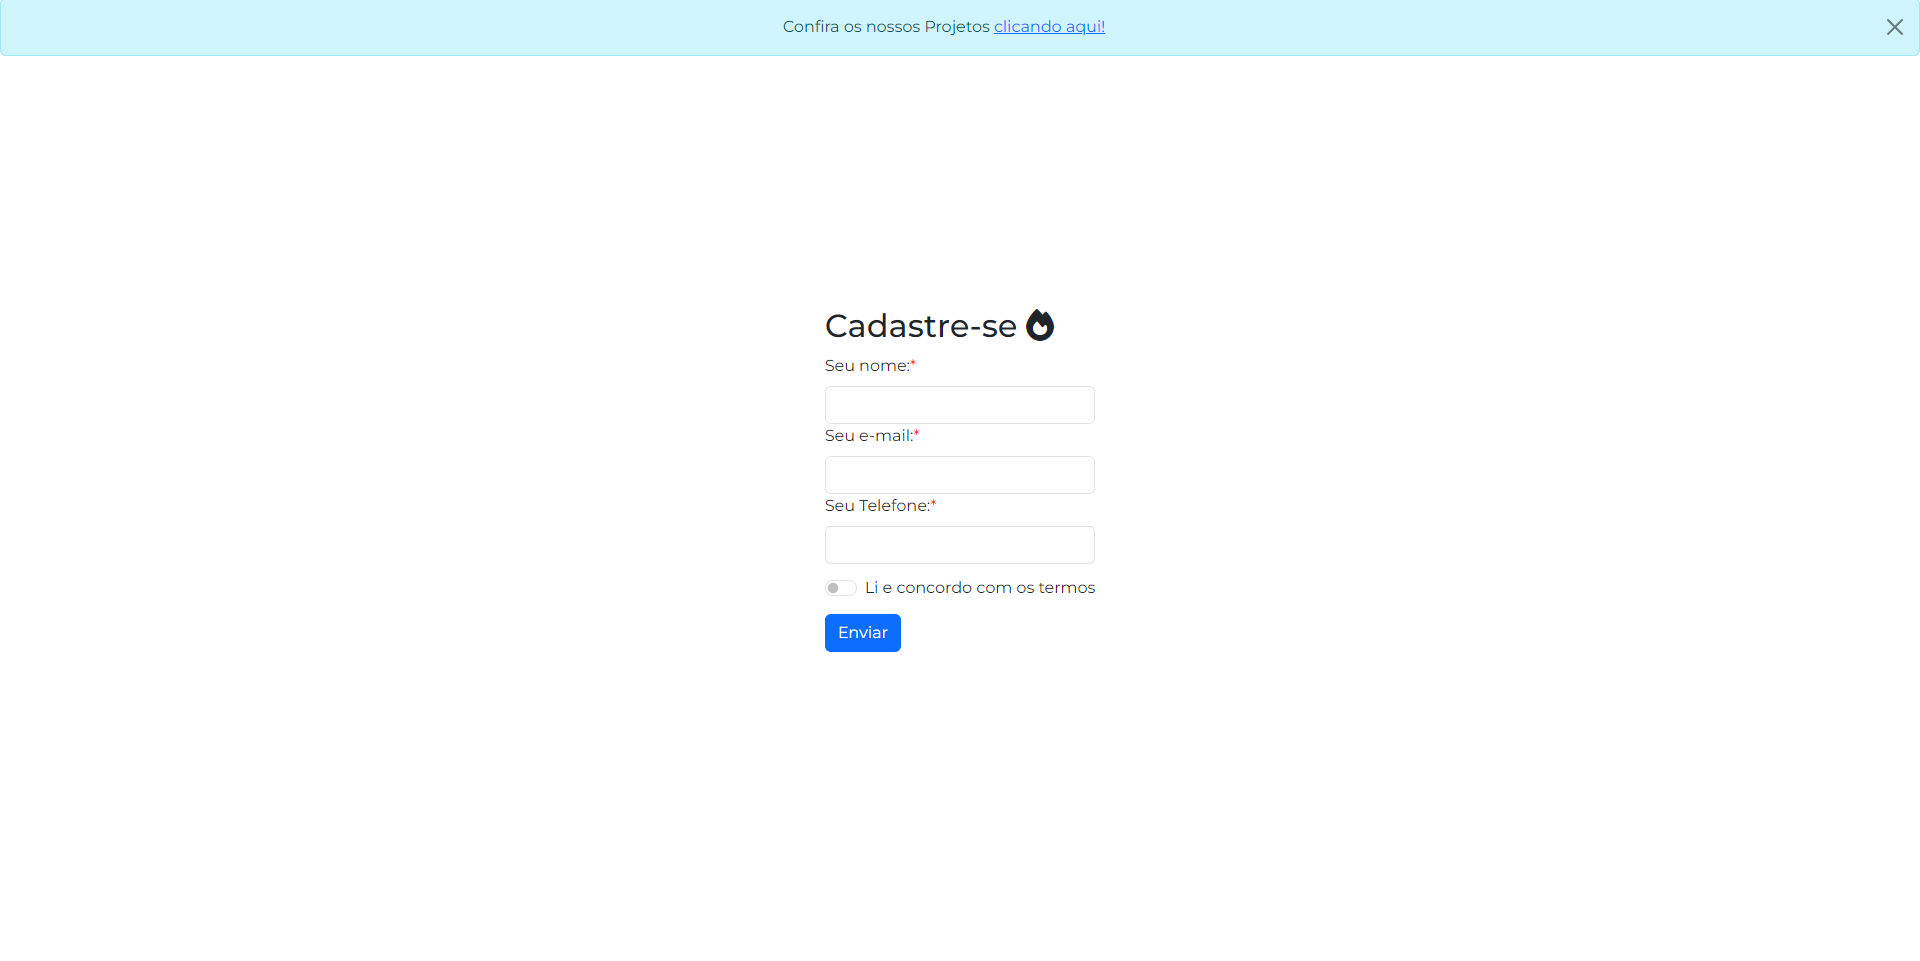 Confira os nossos Projetos clicando aqui!
Cadastre-se
Seu nome:*
Seu e-mail:*
Seu Telefone:*
Li e concordo com os termos
Enviar